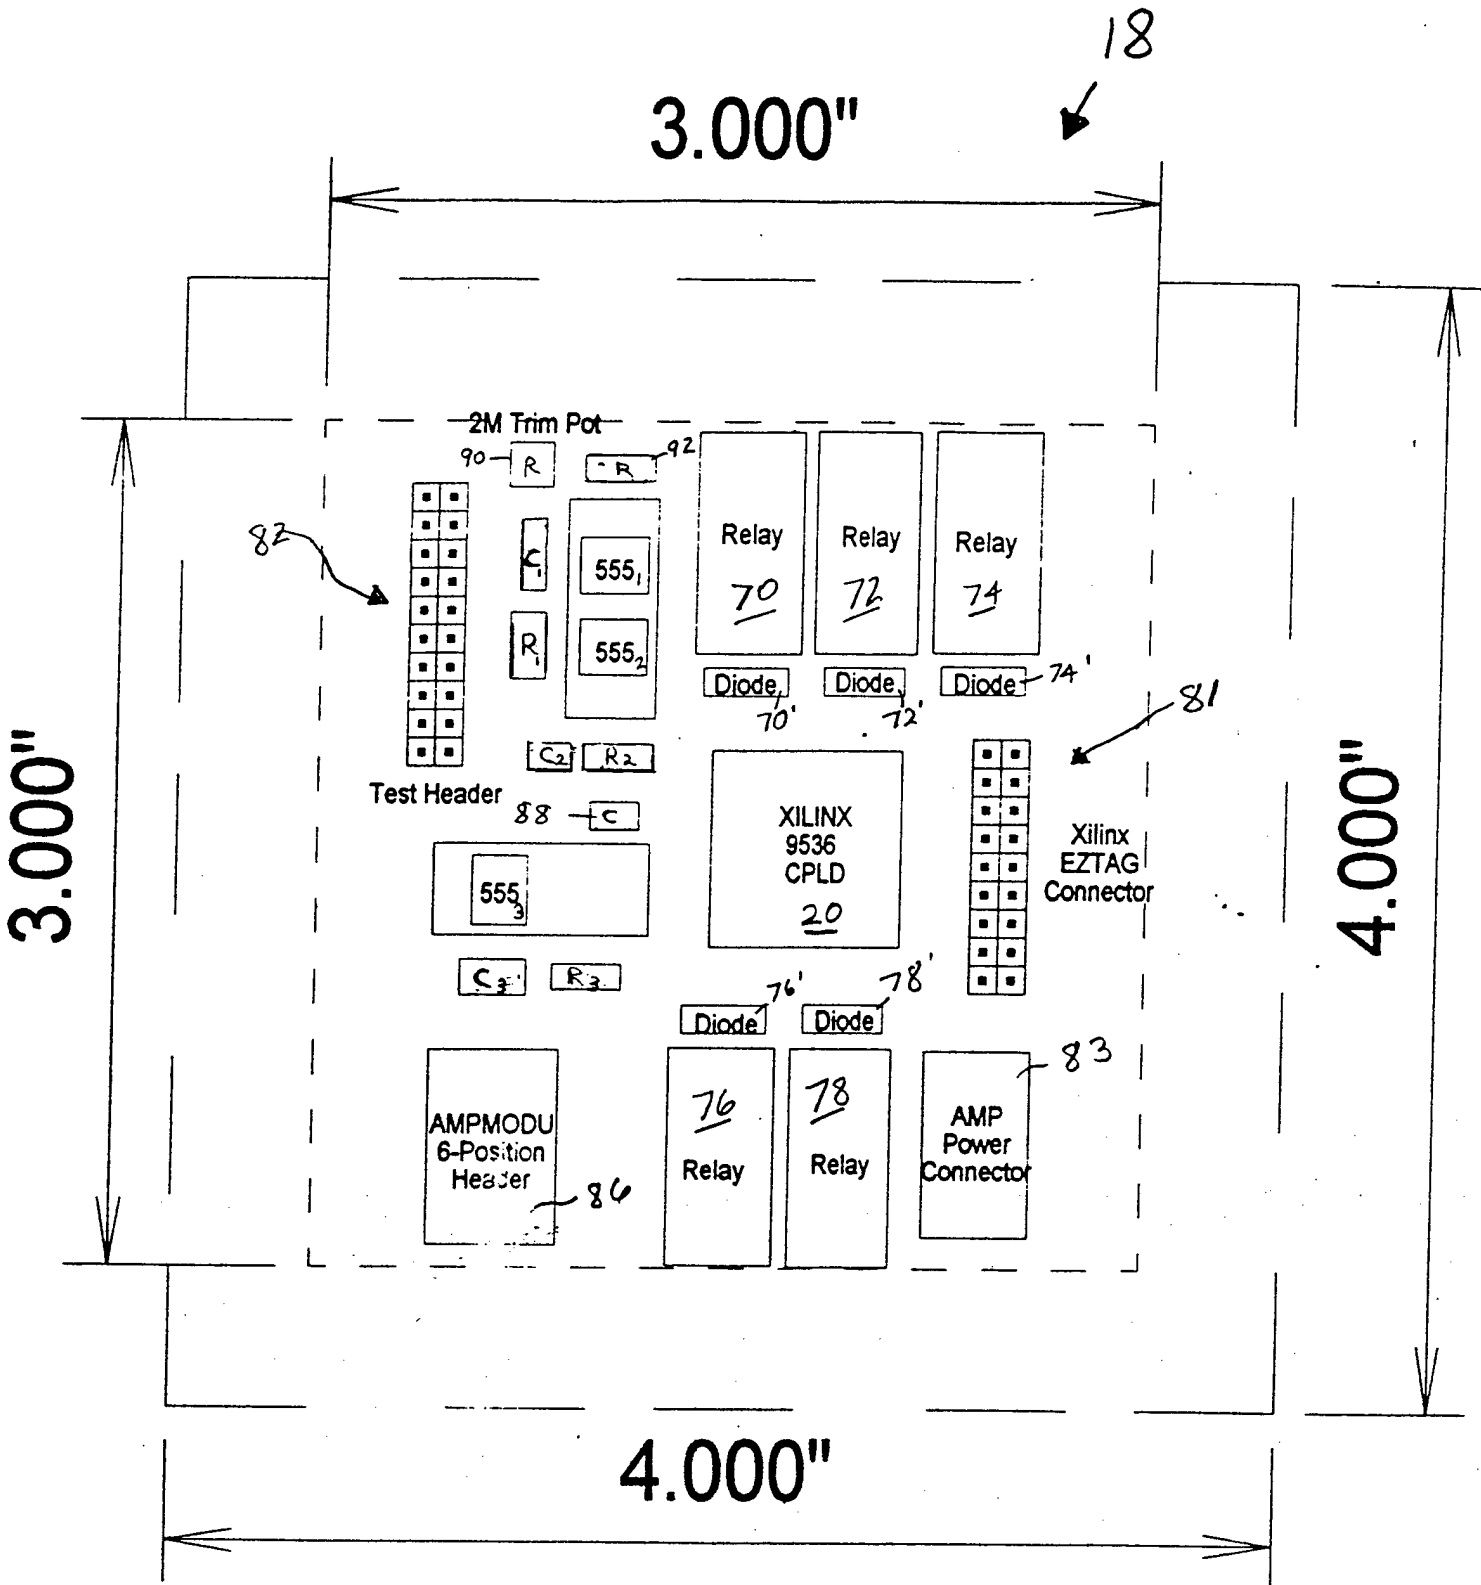 18
3.000"
2M Trim Pot
90
R
R
92
82
C1
5551
Relay
70
Relay
72
Relay
74
R1
5552
Diode
70'
Diode
72'
Diode
74'
81
C2
R2
Test Header
88
C
XILINX
9536
CPLD
20
Xilinx
EZTAG
Connector
3.000"
4.000"
5553
C3
R3
76'
78'
Diode
Diode
83
AMPMODU
6-Position
Header
86
76
Relay
78
Relay
AMP
Power
Connector
4.000"